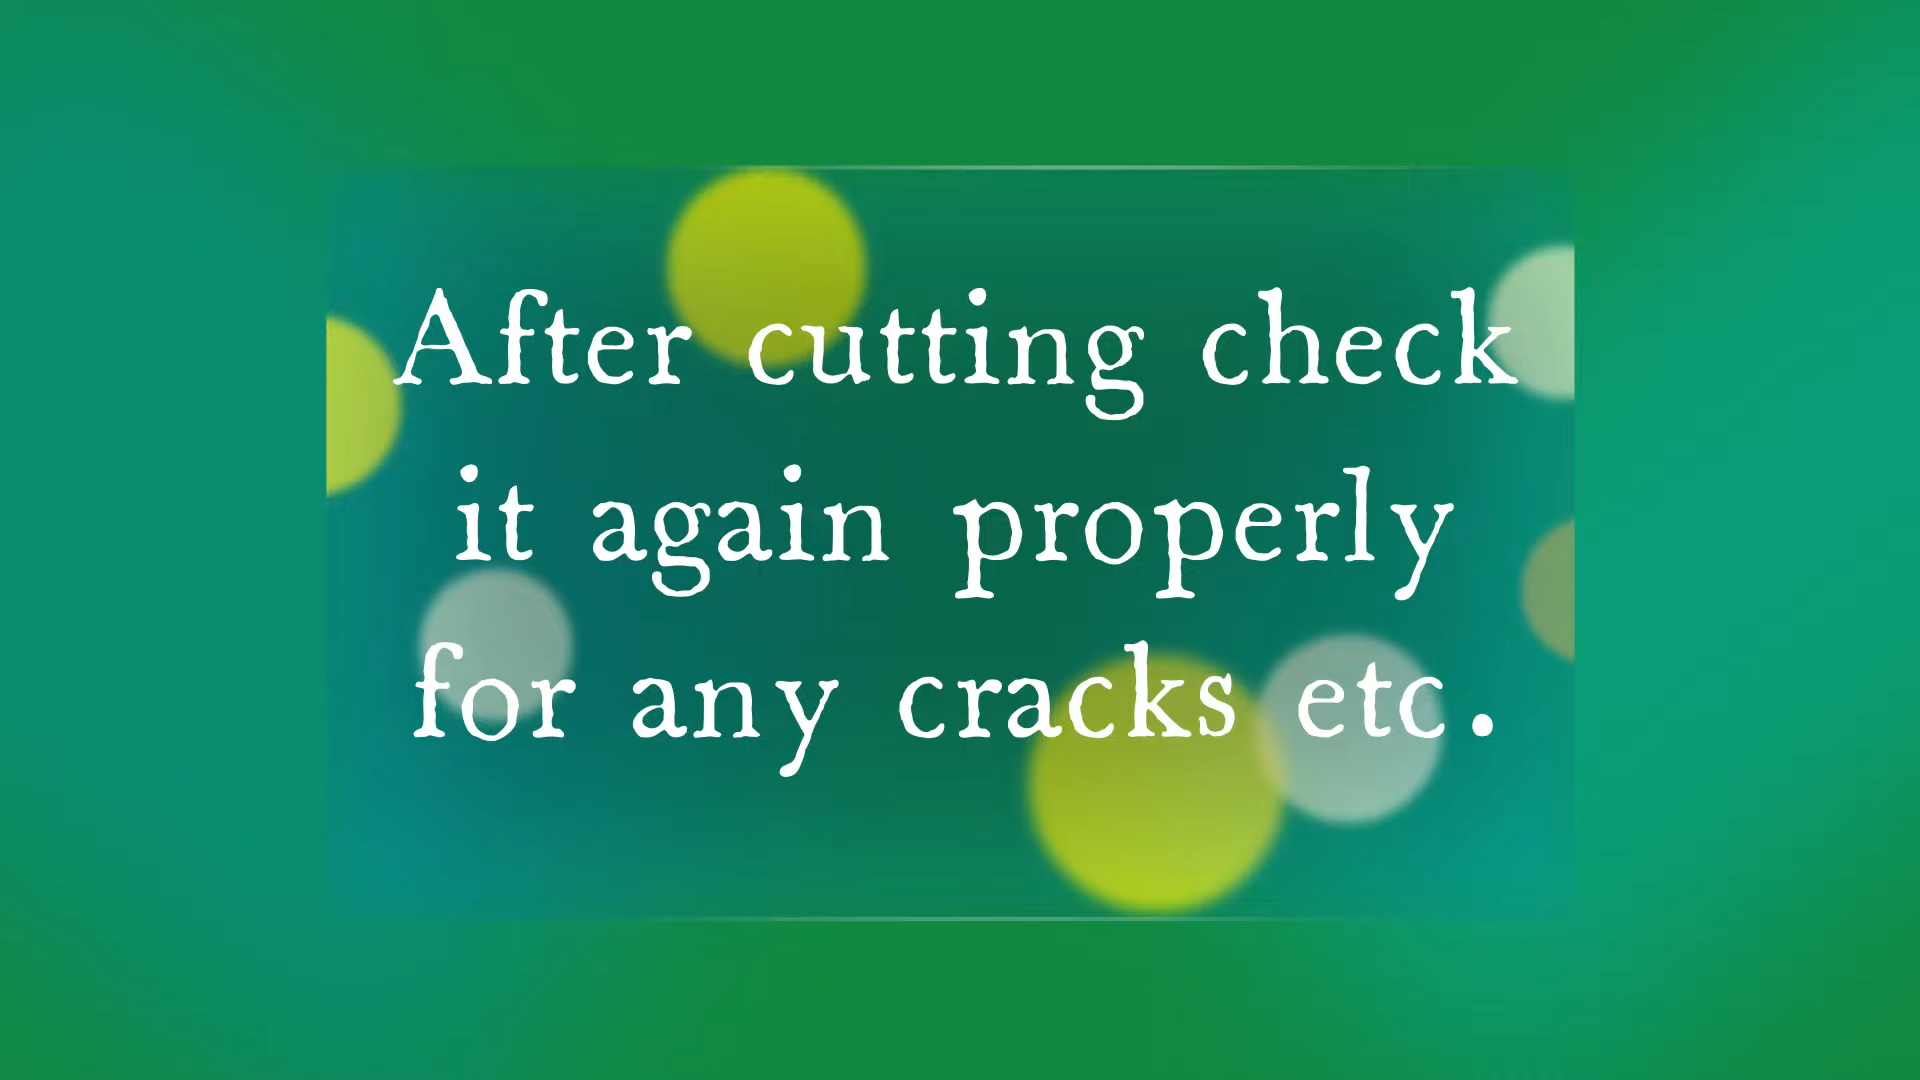 After cutting check
it again properly
for any cracks etc.